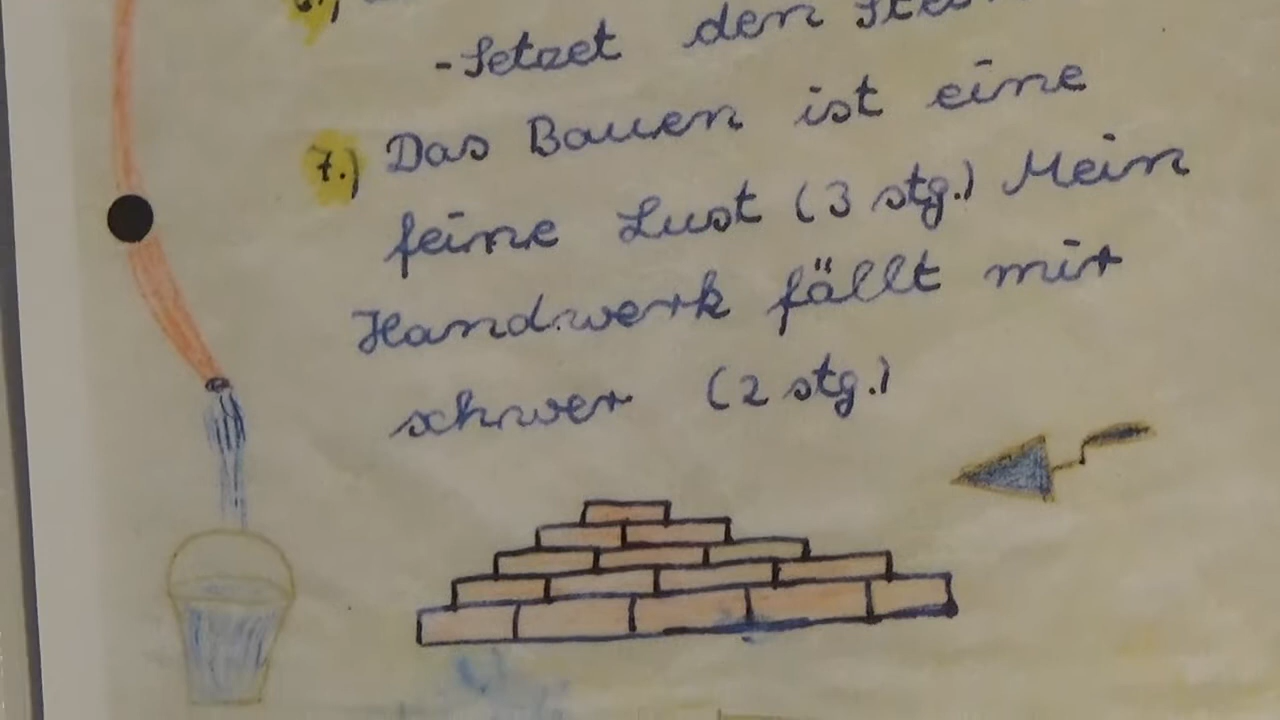 -Setzet den
7.) Das Bauen ist eine
feine Lust (3 stg.) Mein
Handwerk fällt mir
schwer (2 stg.)